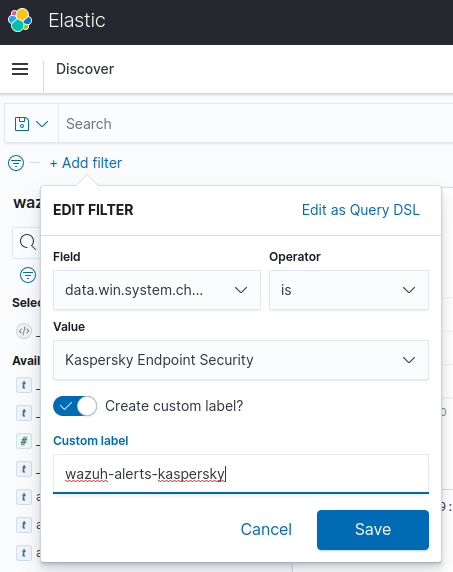 Elastic
Discover
Search
+ Add filter
waz
EDIT FILTER
Edit as Query DSL
Field
Operator
data.win.system.ch...
is
Value
Kaspersky Endpoint Security
Create custom label?
Custom label
wazuh-alerts-kaspersky
Cancel
Save
Selec
Avail
t
t
#
t
t a
t a
t a